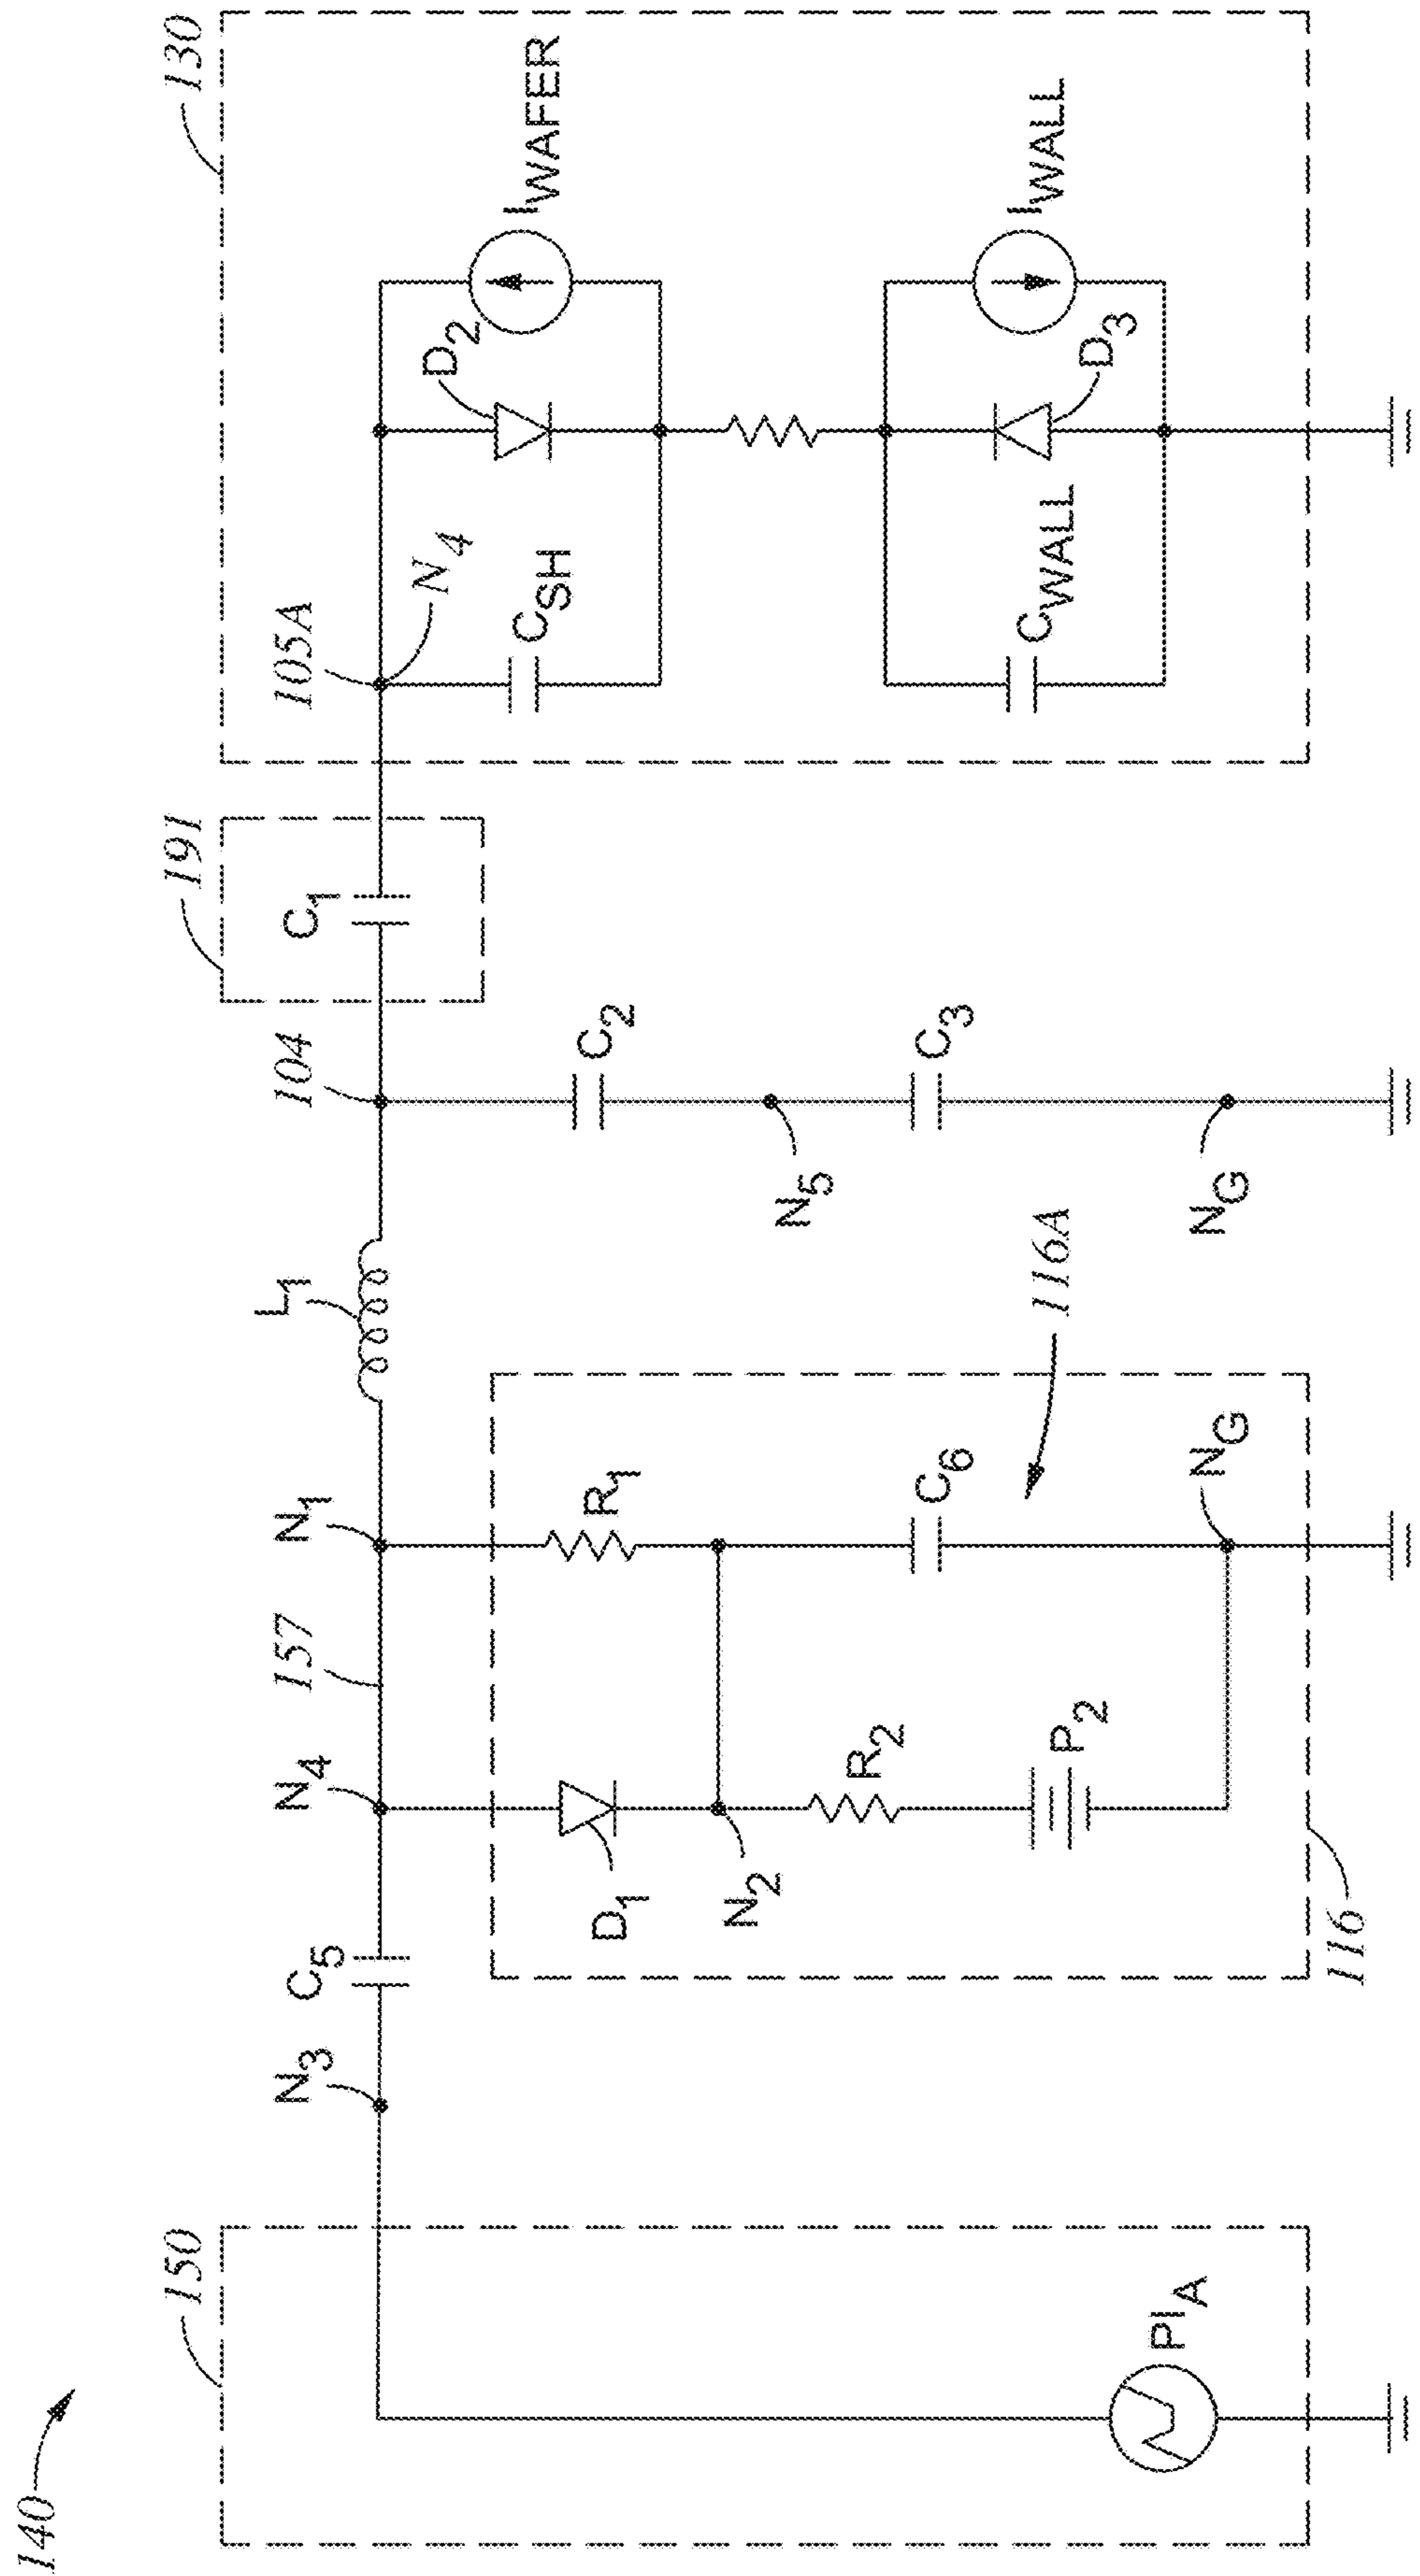 140
150
PIA
N3
C5
N4
157
N1
L1
104
191
C1
105A
N4
130
D1
N2
R1
R2
P2
C6
116A
NG
116
C2
N5
C3
NG
CSH
D2
IWAFER
CWALL
D3
IWALL